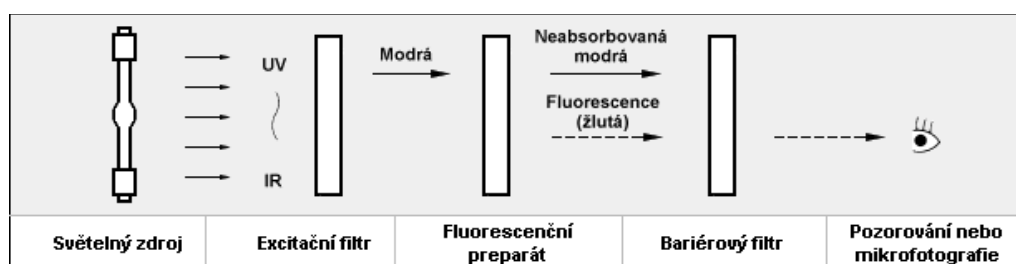 UV
IR
Modrá
Neabsorbovaná
modrá
Fluorescence
(žlutá)
Světelný zdroj
Excitační filtr
Fluorescenční
preparát
Bariérový filtr
Pozorování nebo
mikrofotografie